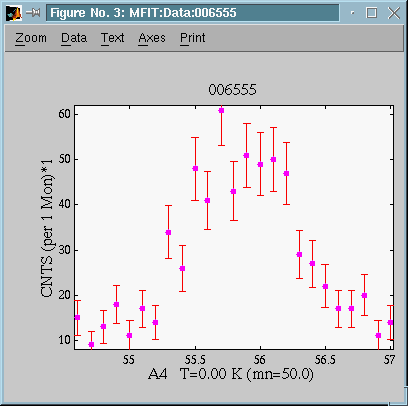 Figure No. 3: MFIT:Data:006555
Zoom Data Text Axes Print
006555
60
50
40
30
20
10
CNTS (per 1 Mon)*1
55 55.5 56 56.5 57
A4 T=0.00 K (mn=50.0)